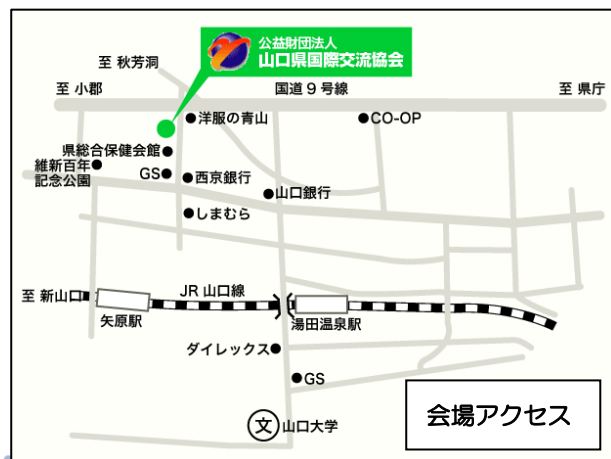 公益財団法人
山口県国際交流協会
至 秋芳洞
至 小郡
国道9号線
至 県庁
洋服の青山
CO-OP
県総合保健会館
維新百年
記念公園
GS
西京銀行
山口銀行
しまむら
至 新山口
JR 山口線
矢原駅
湯田温泉駅
ダイレックス
GS
文
山口大学
会場アクセス